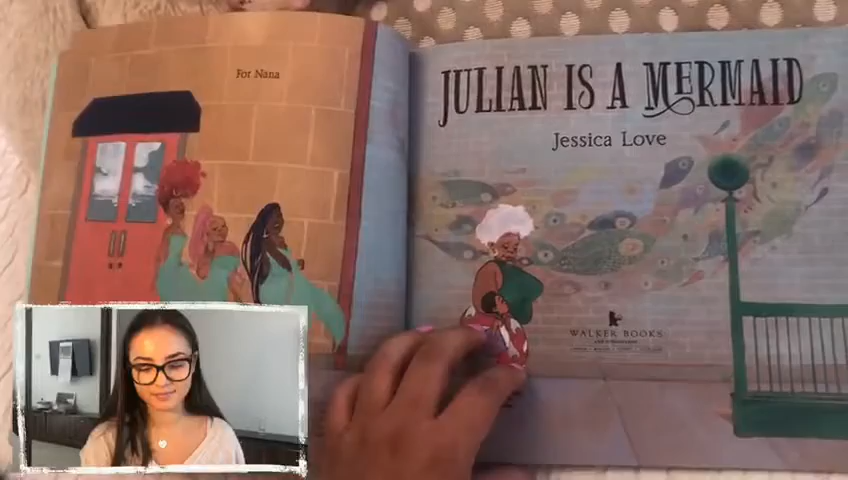 For Nana
JULIAN IS A MERMAID
Jessica Love
WALKER BOOKS